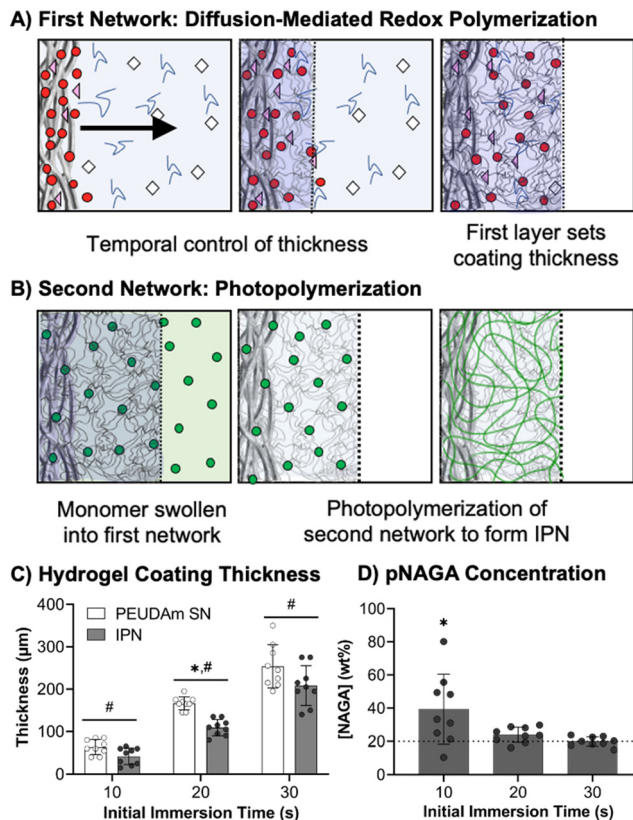 A) First Network: Diffusion-Mediated Redox Polymerization
Temporal control of thickness
First layer sets
coating thickness
B) Second Network: Photopolymerization
Monomer swollen
into first network
Photopolymerization of
second network to form IPN
C) Hydrogel Coating Thickness
Thickness (µm)
400
300
200
100
0
PEUDAm SN
IPN
#
*,#
#
10
20
30
Initial Immersion Time (s)
D) pNAGA Concentration
[NAGA] (wt%)
100
80
60
40
20
0
*
10
20
30
Initial Immersion Time (s)